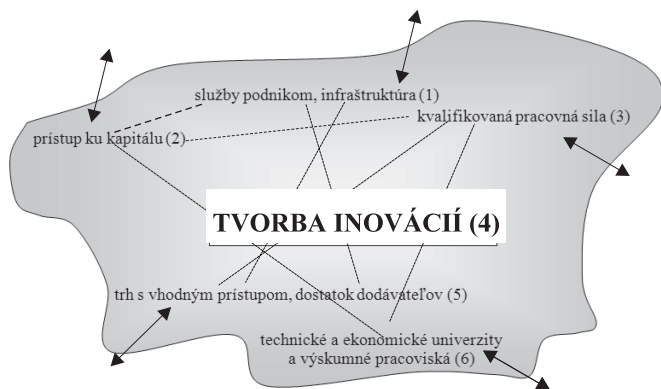 služby podnikom, infraštruktúra (1)
kvalifikovaná pracovná sila (3)
prístup ku kapitálu (2)
TVORBA INOVÁCIÍ (4)
trh s vhodným prístupom, dostatok dodávateľov (5)
technické a ekonomické univerzity
a výskumné pracoviská (6)